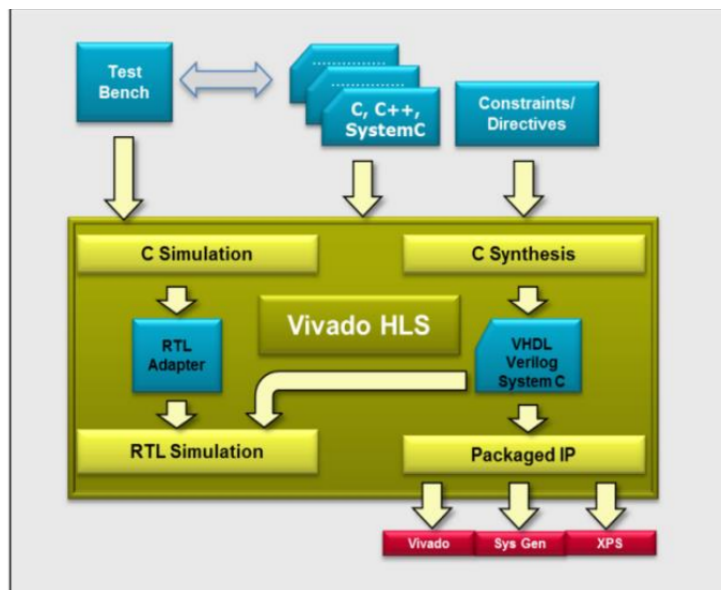 Test
Bench
...............
...............
C, C++,
SystemC
Constraints/
Directives
C Simulation
C Synthesis
Vivado HLS
RTL
Adapter
VHDL
Verilog
System C
RTL Simulation
Packaged IP
Vivado
Sys Gen
XPS